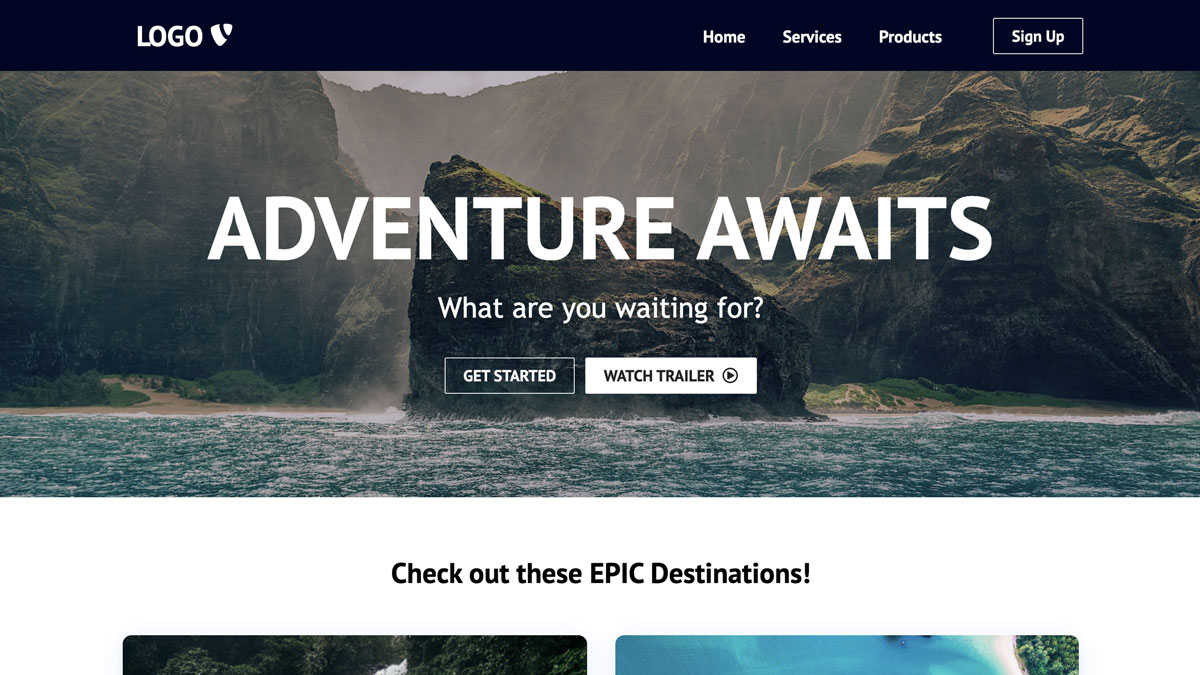 LOGO
Home Services Products Sign Up
ADVENTURE AWAITS
What are you waiting for?
GET STARTED WATCH TRAILER
Check out these EPIC Destinations!